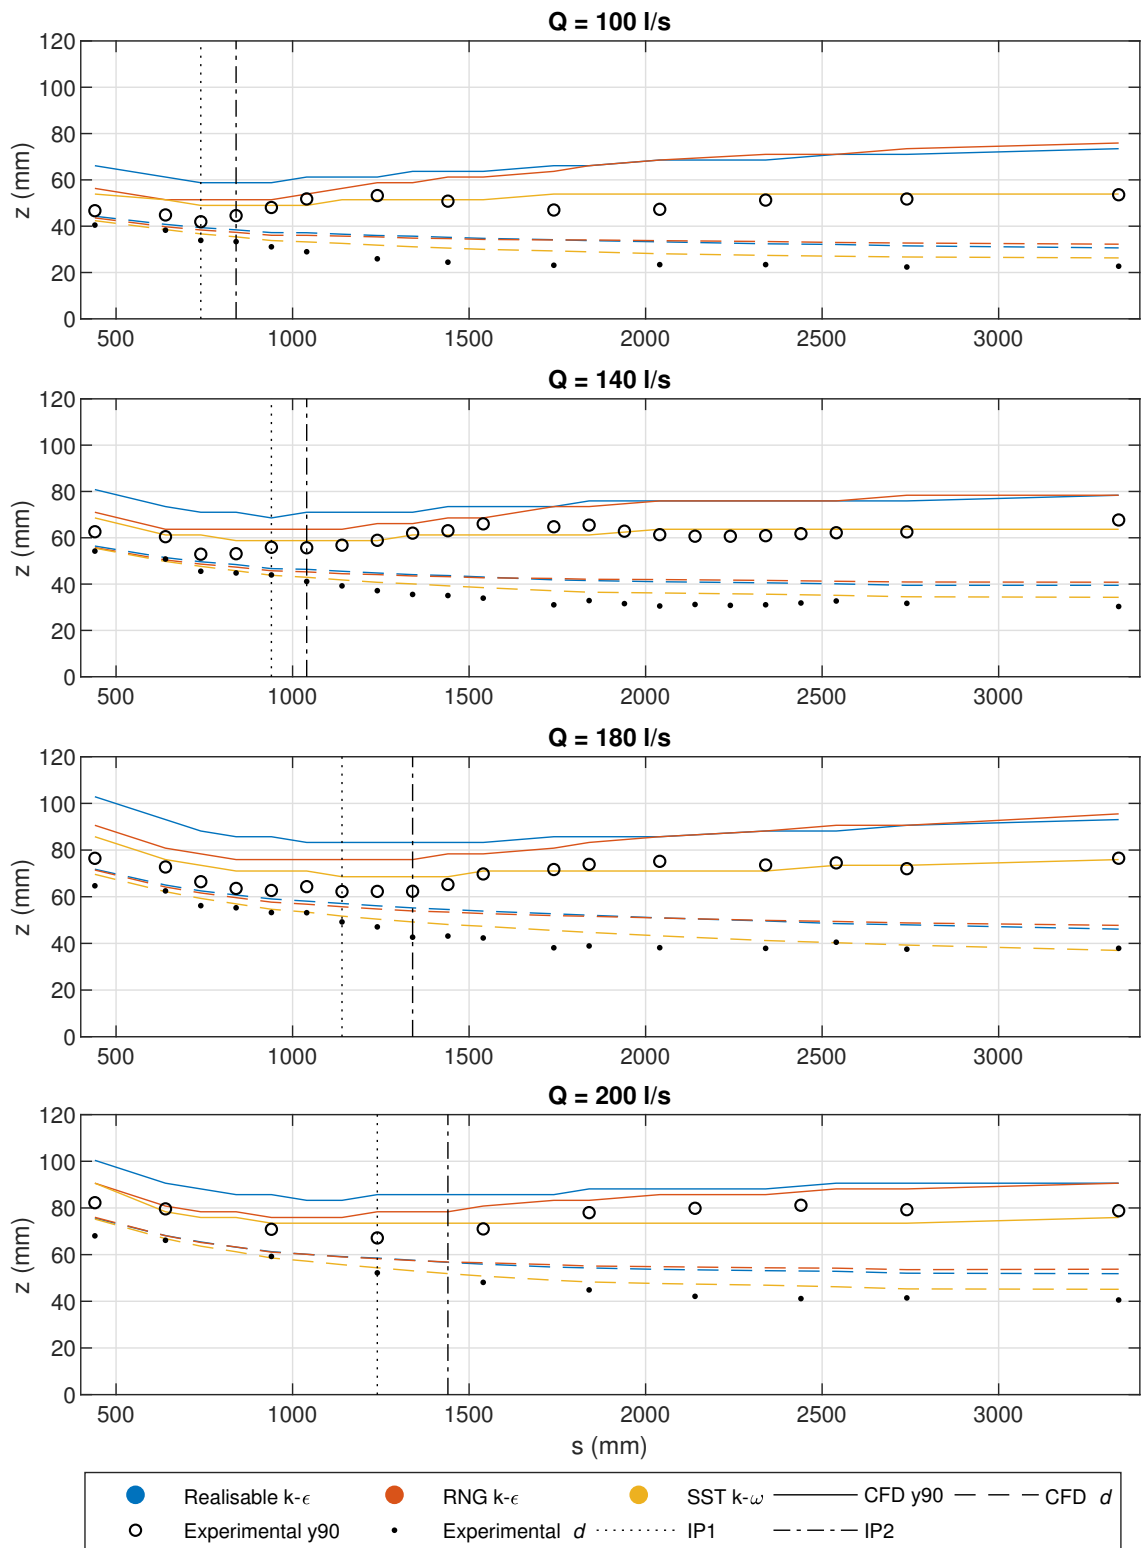 Q = 100 l/s
120
100
80
60
40
20
0
z (mm)
500 1000 1500 2000 2500 3000
Q = 140 l/s
120
100
80
60
40
20
0
z (mm)
500 1000 1500 2000 2500 3000
Q = 180 l/s
120
100
80
60
40
20
0
z (mm)
500 1000 1500 2000 2500 3000
Q = 200 l/s
120
100
80
60
40
20
0
z (mm)
500 1000 1500 2000 2500 3000
s (mm)
Realisable k-ϵ RNG k-ϵ SST k-ω CFD y90 CFD d
Experimental y90 Experimental d IP1 IP2